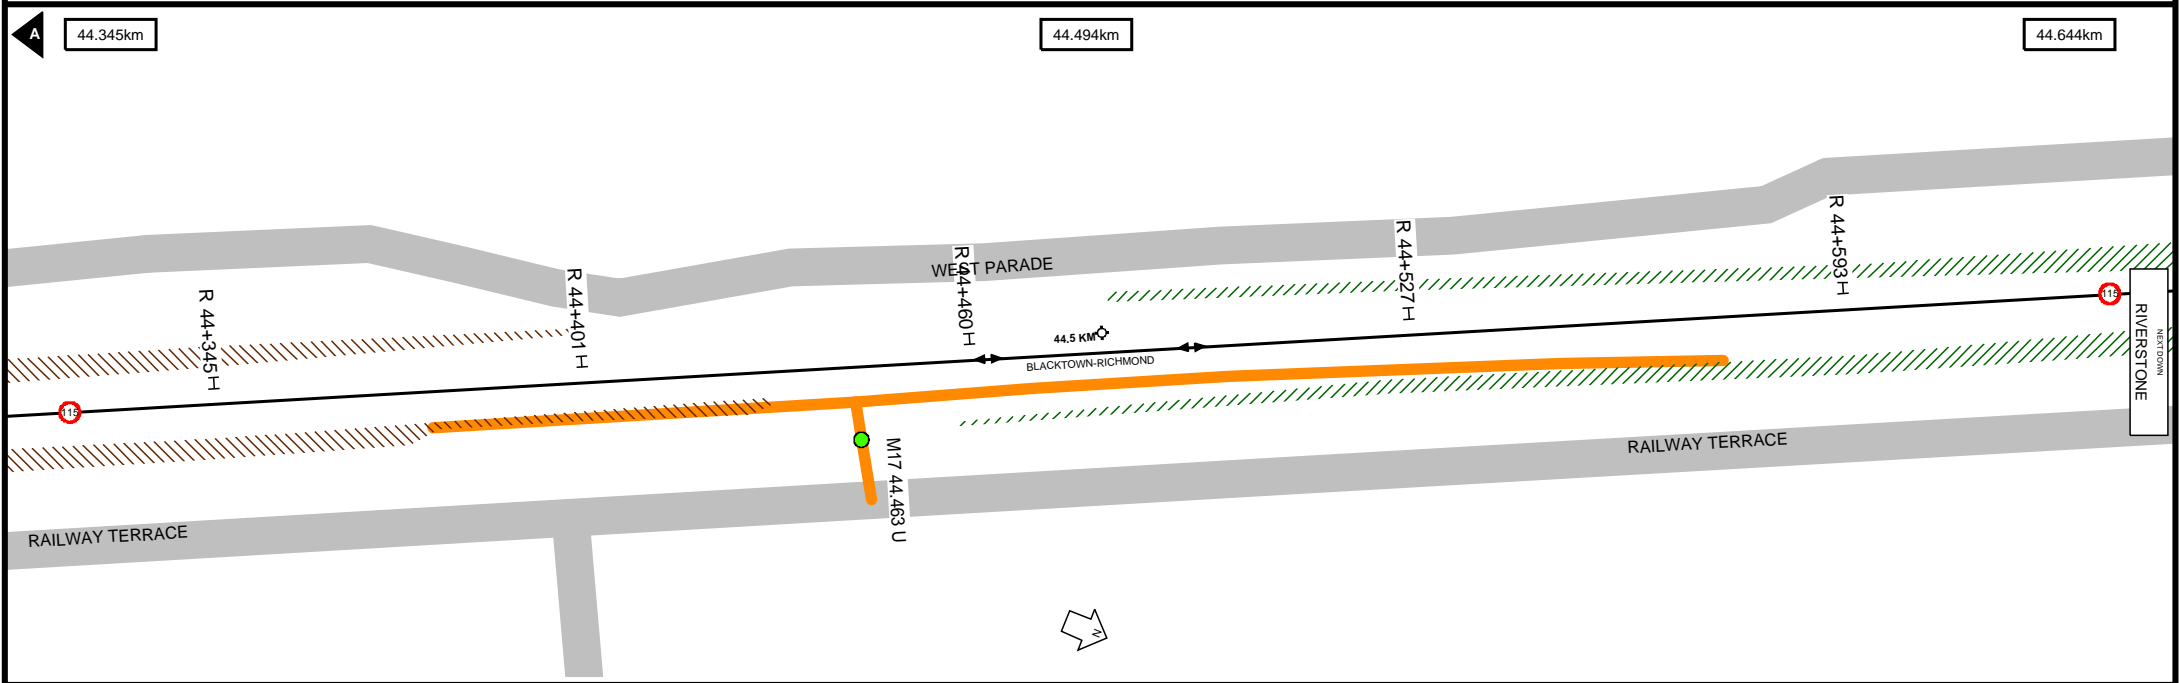 A
44.345km
44.494km
44.644km
R 44+345 H
R 44+401 H
WEST PARADE
R 44+460 H
R 44+527 H
R 44+593 H
44.5 KM
BLACKTOWN-RICHMOND
115
115
NEXT DOWN
RIVERSTONE
M17 44.463 U
RAILWAY TERRACE
RAILWAY TERRACE
N